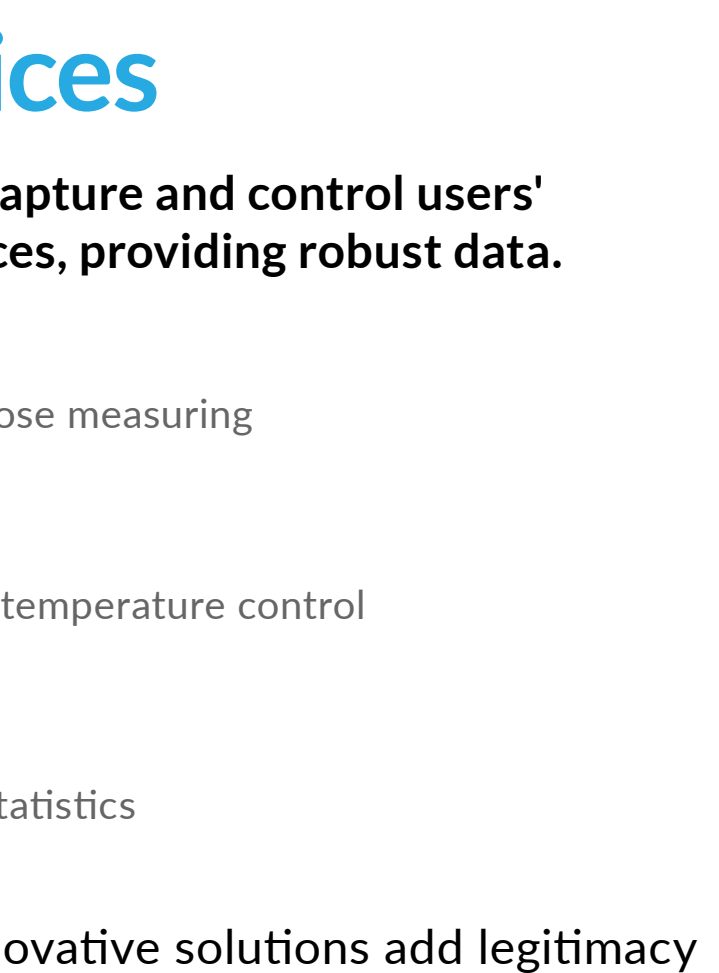 ices
apture and control users'
ces, providing robust data.
ose measuring
temperature control
tatistics
ovative solutions add legitimacy